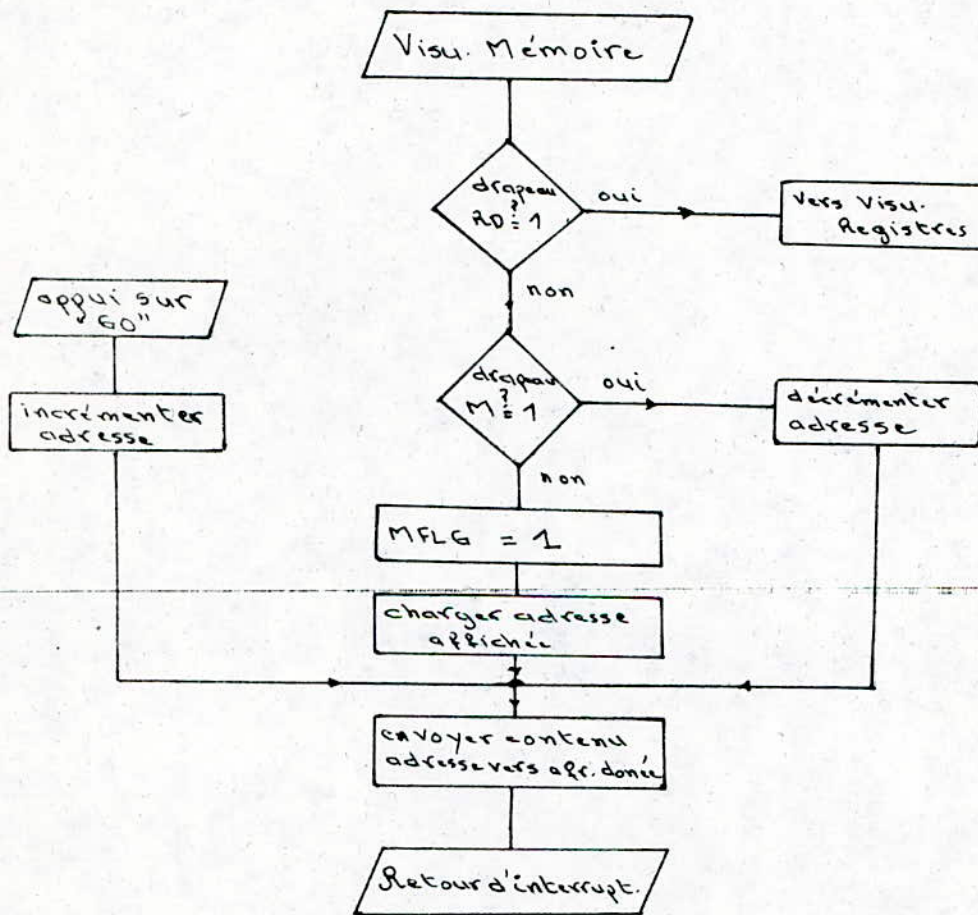 Visu. Mémoire
drapeau
?
RD = 1
oui
vers Visu.
Registres
non
appui sur
"GO"
incrémenter
adresse
drapeau
?
M = 1
oui
décrémenter
adresse
non
MFLG = 1
charger adresse
affichée
envoyer contenu
adresse vers afr. donée
Retour d'interrupt.